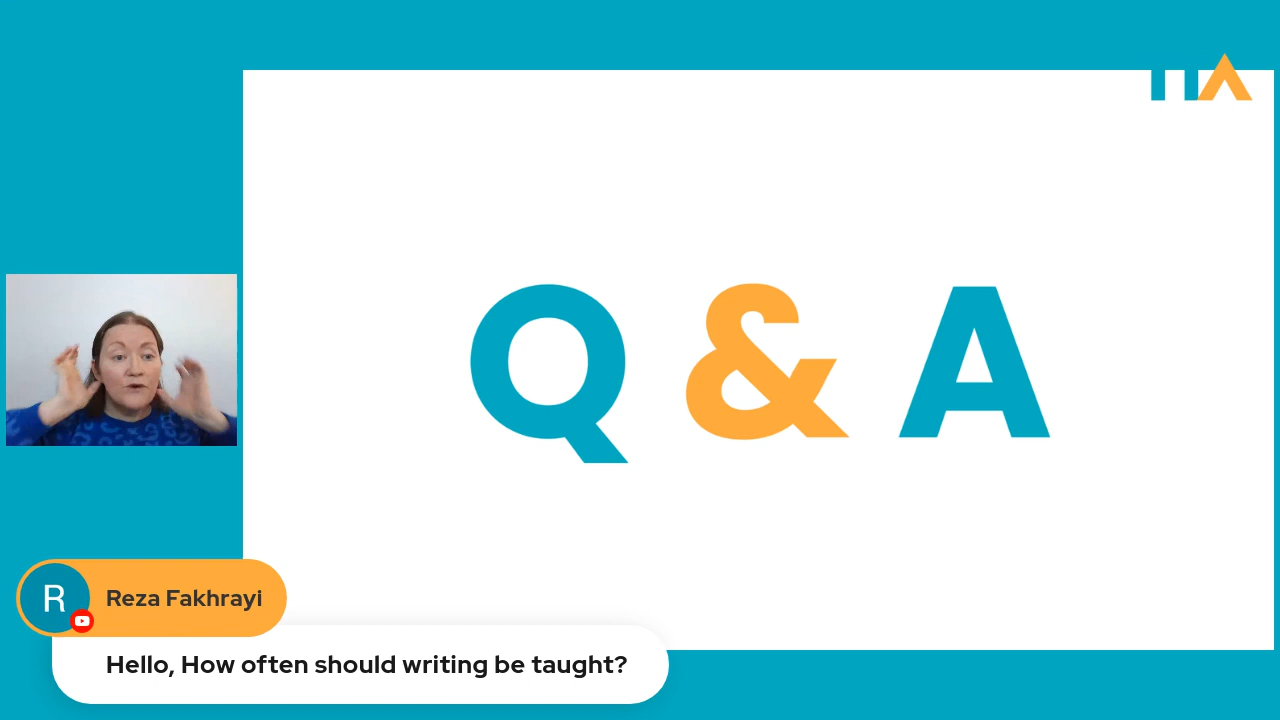 Q & A
R
Reza Fakhrayi
Hello, How often should writing be taught?